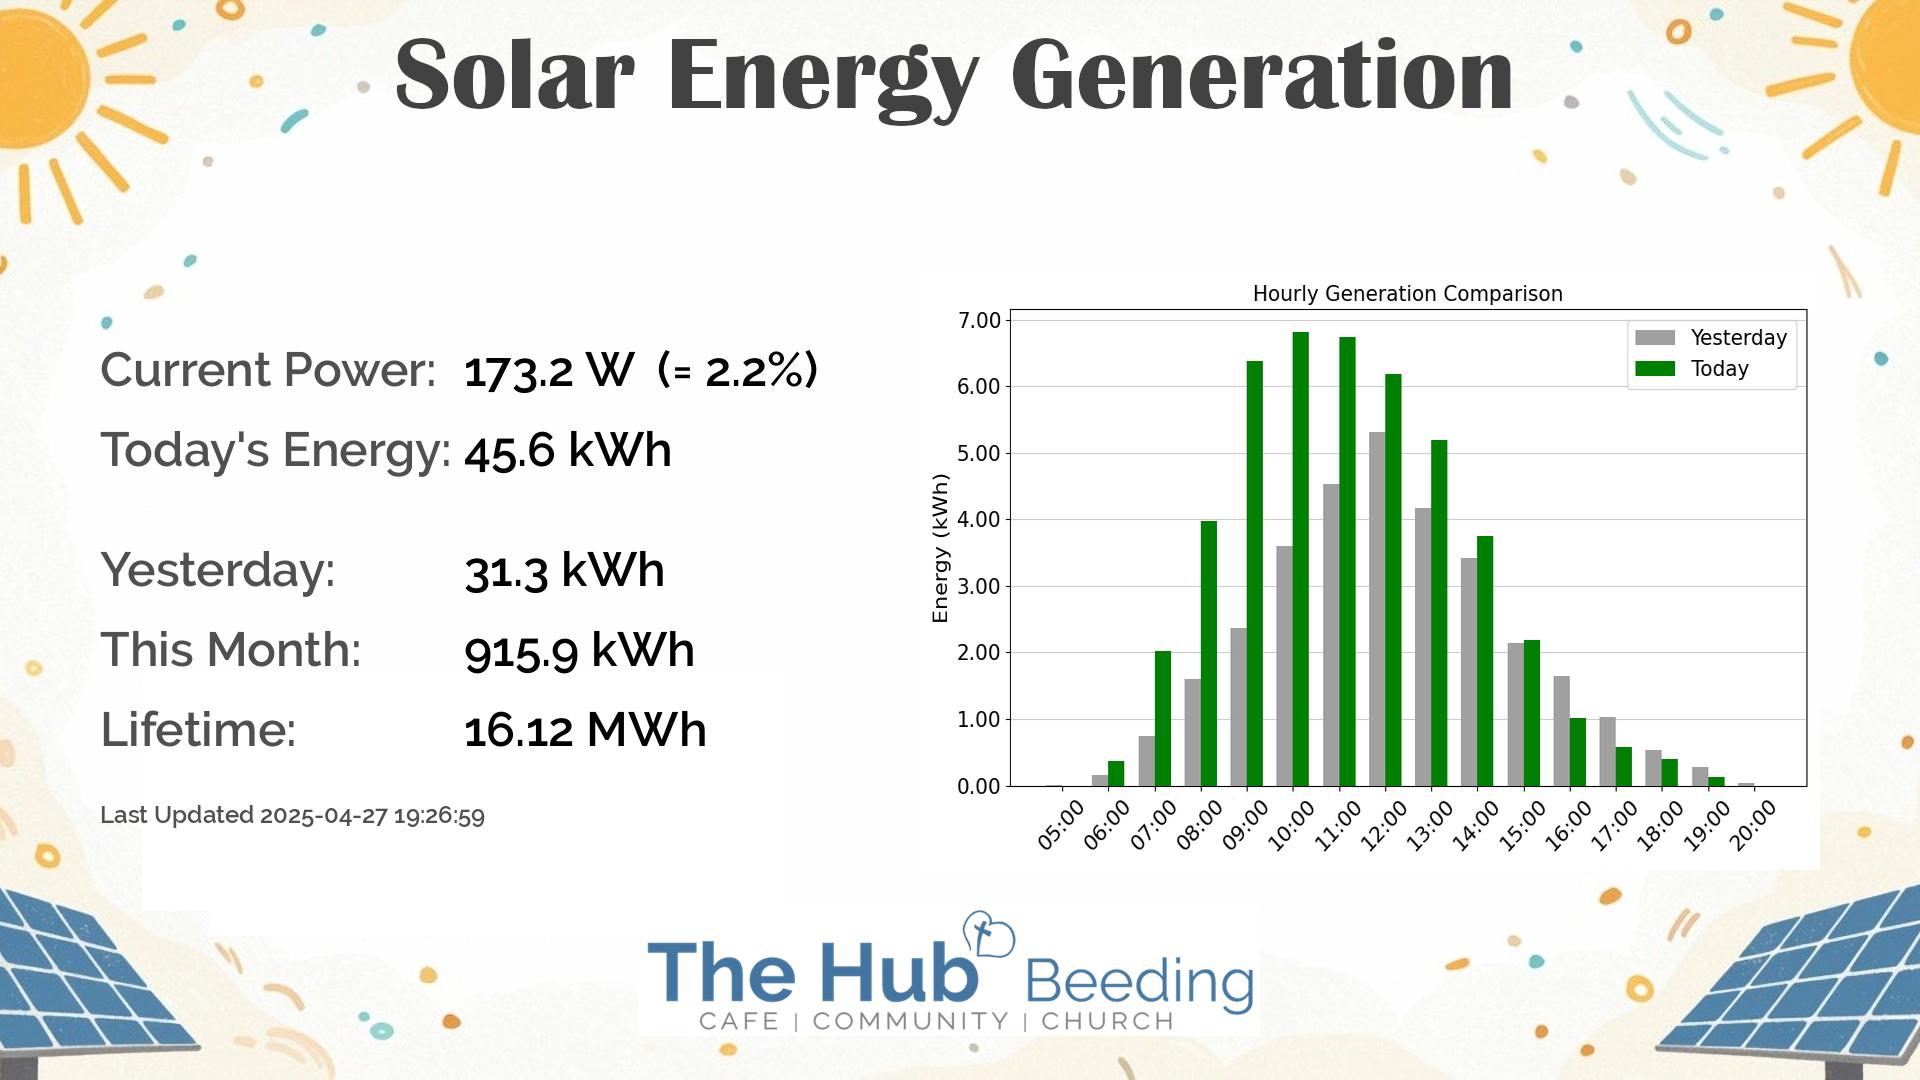 Solar Energy Generation
Current Power: 173.2 W (= 2.2%)
Today's Energy: 45.6 kWh
Yesterday: 31.3 kWh
This Month: 915.9 kWh
Lifetime: 16.12 MWh
Last Updated 2025-04-27 19:26:59
Hourly Generation Comparison
Yesterday
Today
Energy (kWh)
7.00
6.00
5.00
4.00
3.00
2.00
1.00
0.00
05:00 06:00 07:00 08:00 09:00 10:00 11:00 12:00 13:00 14:00 15:00 16:00 17:00 18:00 19:00 20:00
The Hub Beeding
CAFE | COMMUNITY | CHURCH